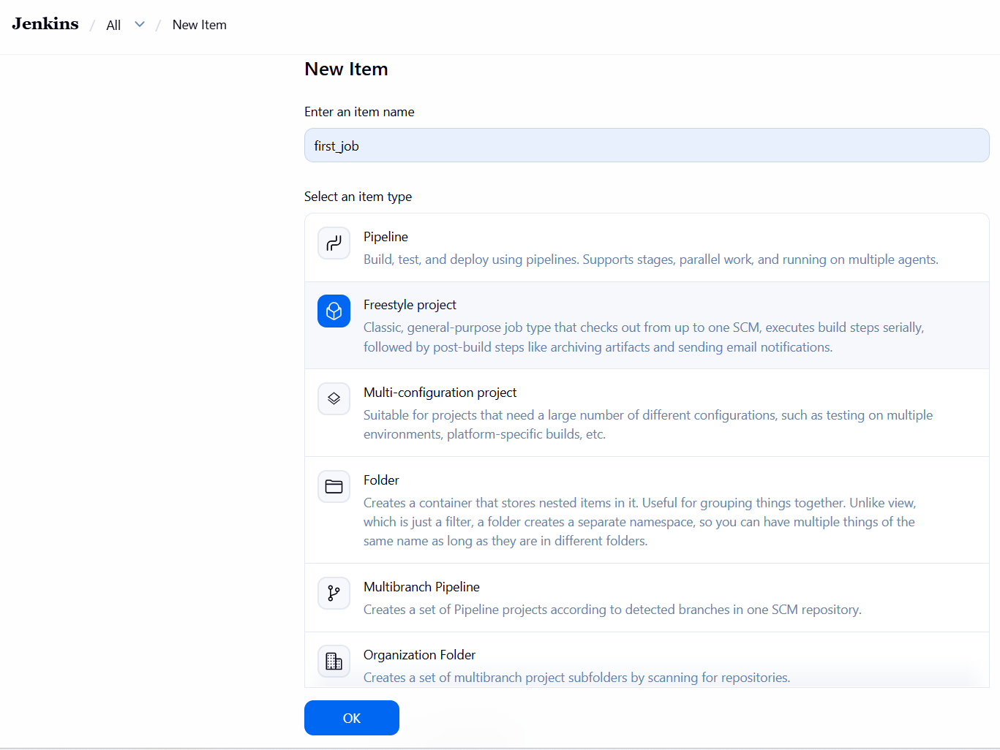 Jenkins / All / New Item
New Item
Enter an item name
first_job
Select an item type
Pipeline
Build, test, and deploy using pipelines. Supports stages, parallel work, and running on multiple agents.
Freestyle project
Classic, general-purpose job type that checks out from up to one SCM, executes build steps serially,
followed by post-build steps like archiving artifacts and sending email notifications.
Multi-configuration project
Suitable for projects that need a large number of different configurations, such as testing on multiple
environments, platform-specific builds, etc.
Folder
Creates a container that stores nested items in it. Useful for grouping things together. Unlike view,
which is just a filter, a folder creates a separate namespace, so you can have multiple things of the
same name as long as they are in different folders.
Multibranch Pipeline
Creates a set of Pipeline projects according to detected branches in one SCM repository.
Organization Folder
Creates a set of multibranch project subfolders by scanning for repositories.
OK